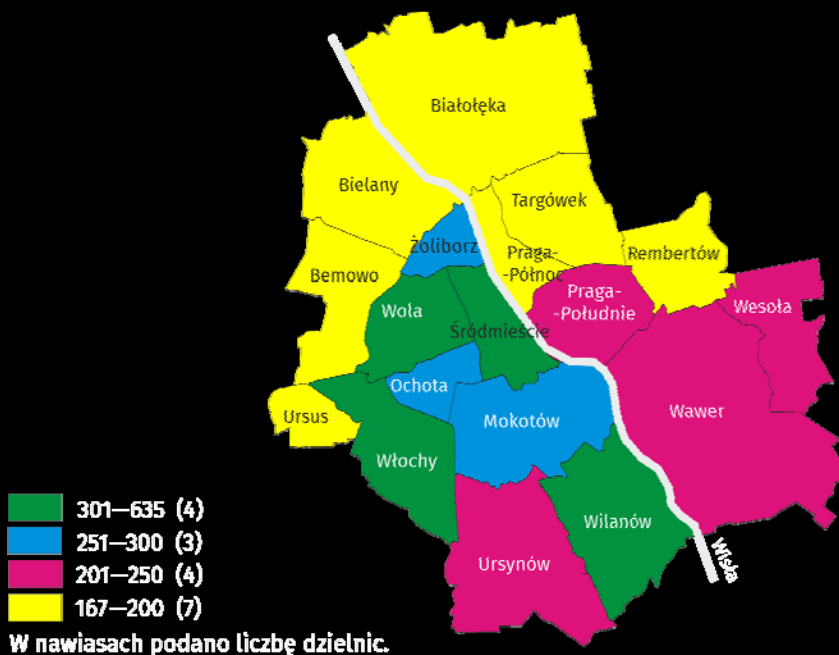 Białołęka
Bielany
Targówek
Żoliborz
Praga-
-Północ
Rembertów
Bemowo
Praga-
-Południe
Wesoła
Wola
Śródmieście
Ochota
Wawer
Ursus
Mokotów
Włochy
Wilanów
Ursynów
Wisła
301—635 (4)
251—300 (3)
201—250 (4)
167—200 (7)
W nawiasach podano liczbę dzielnic.